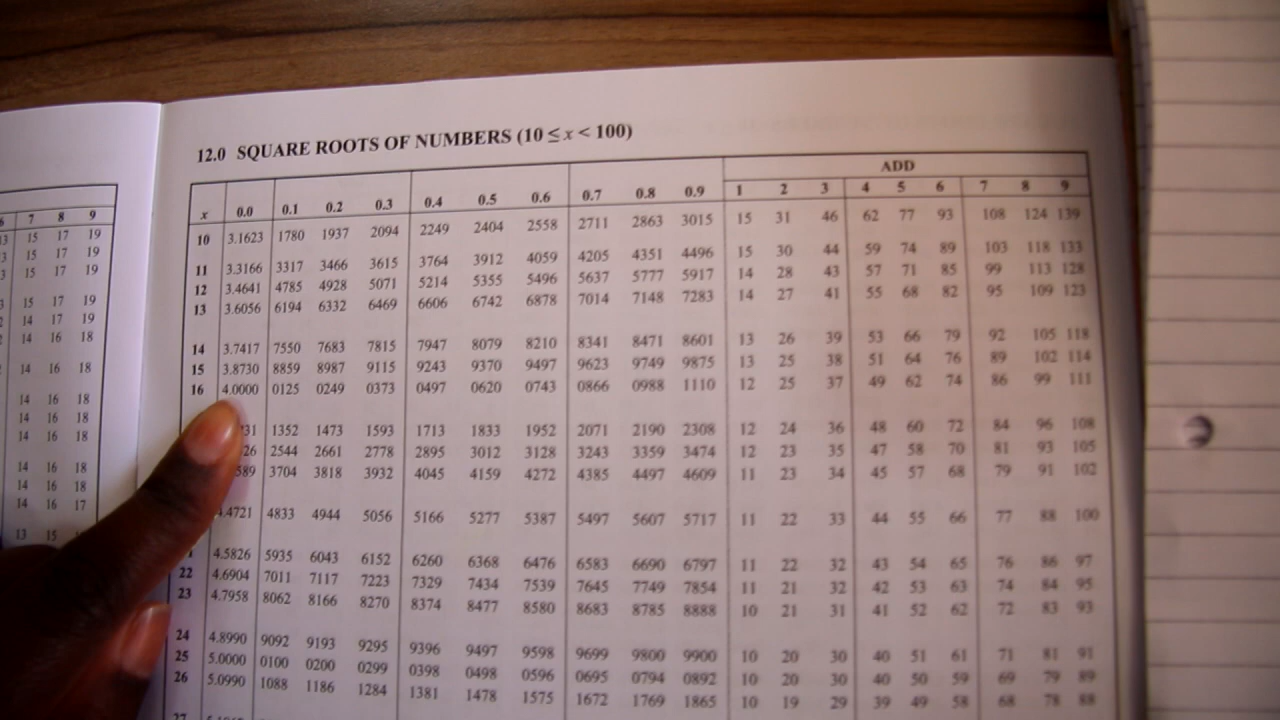 12.0 SQUARE ROOTS OF NUMBERS (10 ≤ x < 100)
ADD
x 0.0 0.1 0.2 0.3 0.4 0.5 0.6 0.7 0.8 0.9 1 2 3 4 5 6 7 8 9
10 3.1623 1780 1937 2094 2249 2404 2558 2711 2863 3015 15 31 46 62 77 93 108 124 139
11 3.3166 3317 3466 3615 3764 3912 4059 4205 4351 4496 15 30 44 59 74 89 103 118 133
12 3.4641 4785 4928 5071 5214 5355 5496 5637 5777 5917 14 28 43 57 71 85 99 113 128
13 3.6056 6194 6332 6469 6606 6742 6878 7014 7148 7283 14 27 41 55 68 82 95 109 123
14 3.7417 7550 7683 7815 7947 8079 8210 8341 8471 8601 13 26 39 53 66 79 92 105 118
15 3.8730 8859 8987 9115 9243 9370 9497 9623 9749 9875 13 25 38 51 64 76 89 102 114
16 4.0000 0125 0249 0373 0497 0620 0743 0866 0988 1110 12 25 37 49 62 74 86 99 111
31 1352 1473 1593 1713 1833 1952 2071 2190 2308 12 24 36 48 60 72 84 96 108
26 2544 2661 2778 2895 3012 3128 3243 3359 3474 12 23 35 47 58 70 81 93 105
589 3704 3818 3932 4045 4159 4272 4385 4497 4609 11 23 34 45 57 68 79 91 102
4.4721 4833 4944 5056 5166 5277 5387 5497 5607 5717 11 22 33 44 55 66 77 88 100
1 4.5826 5935 6043 6152 6260 6368 6476 6583 6690 6797 11 22 32 43 54 65 76 86 97
22 4.6904 7011 7117 7223 7329 7434 7539 7645 7749 7854 11 21 32 42 53 63 74 84 95
23 4.7958 8062 8166 8270 8374 8477 8580 8683 8785 8888 10 21 31 41 52 62 72 83 93
24 4.8990 9092 9193 9295 9396 9497 9598 9699 9800 9900 10 20 30 40 51 61 71 81 91
25 5.0000 0100 0200 0299 0398 0498 0596 0695 0794 0892 10 20 30 40 50 59 69 79 89
26 5.0990 1088 1186 1284 1381 1478 1575 1672 1769 1865 10 19 29 39 49 58 68 78 88
27
7 8 9
15 17 19
15 17 19
15 17 19
15 17 19
14 17 19
14 16 18
14 16 18
14 16 18
14 16 18
14 16 18
14 16 18
14 16 18
14 16 17
13 15